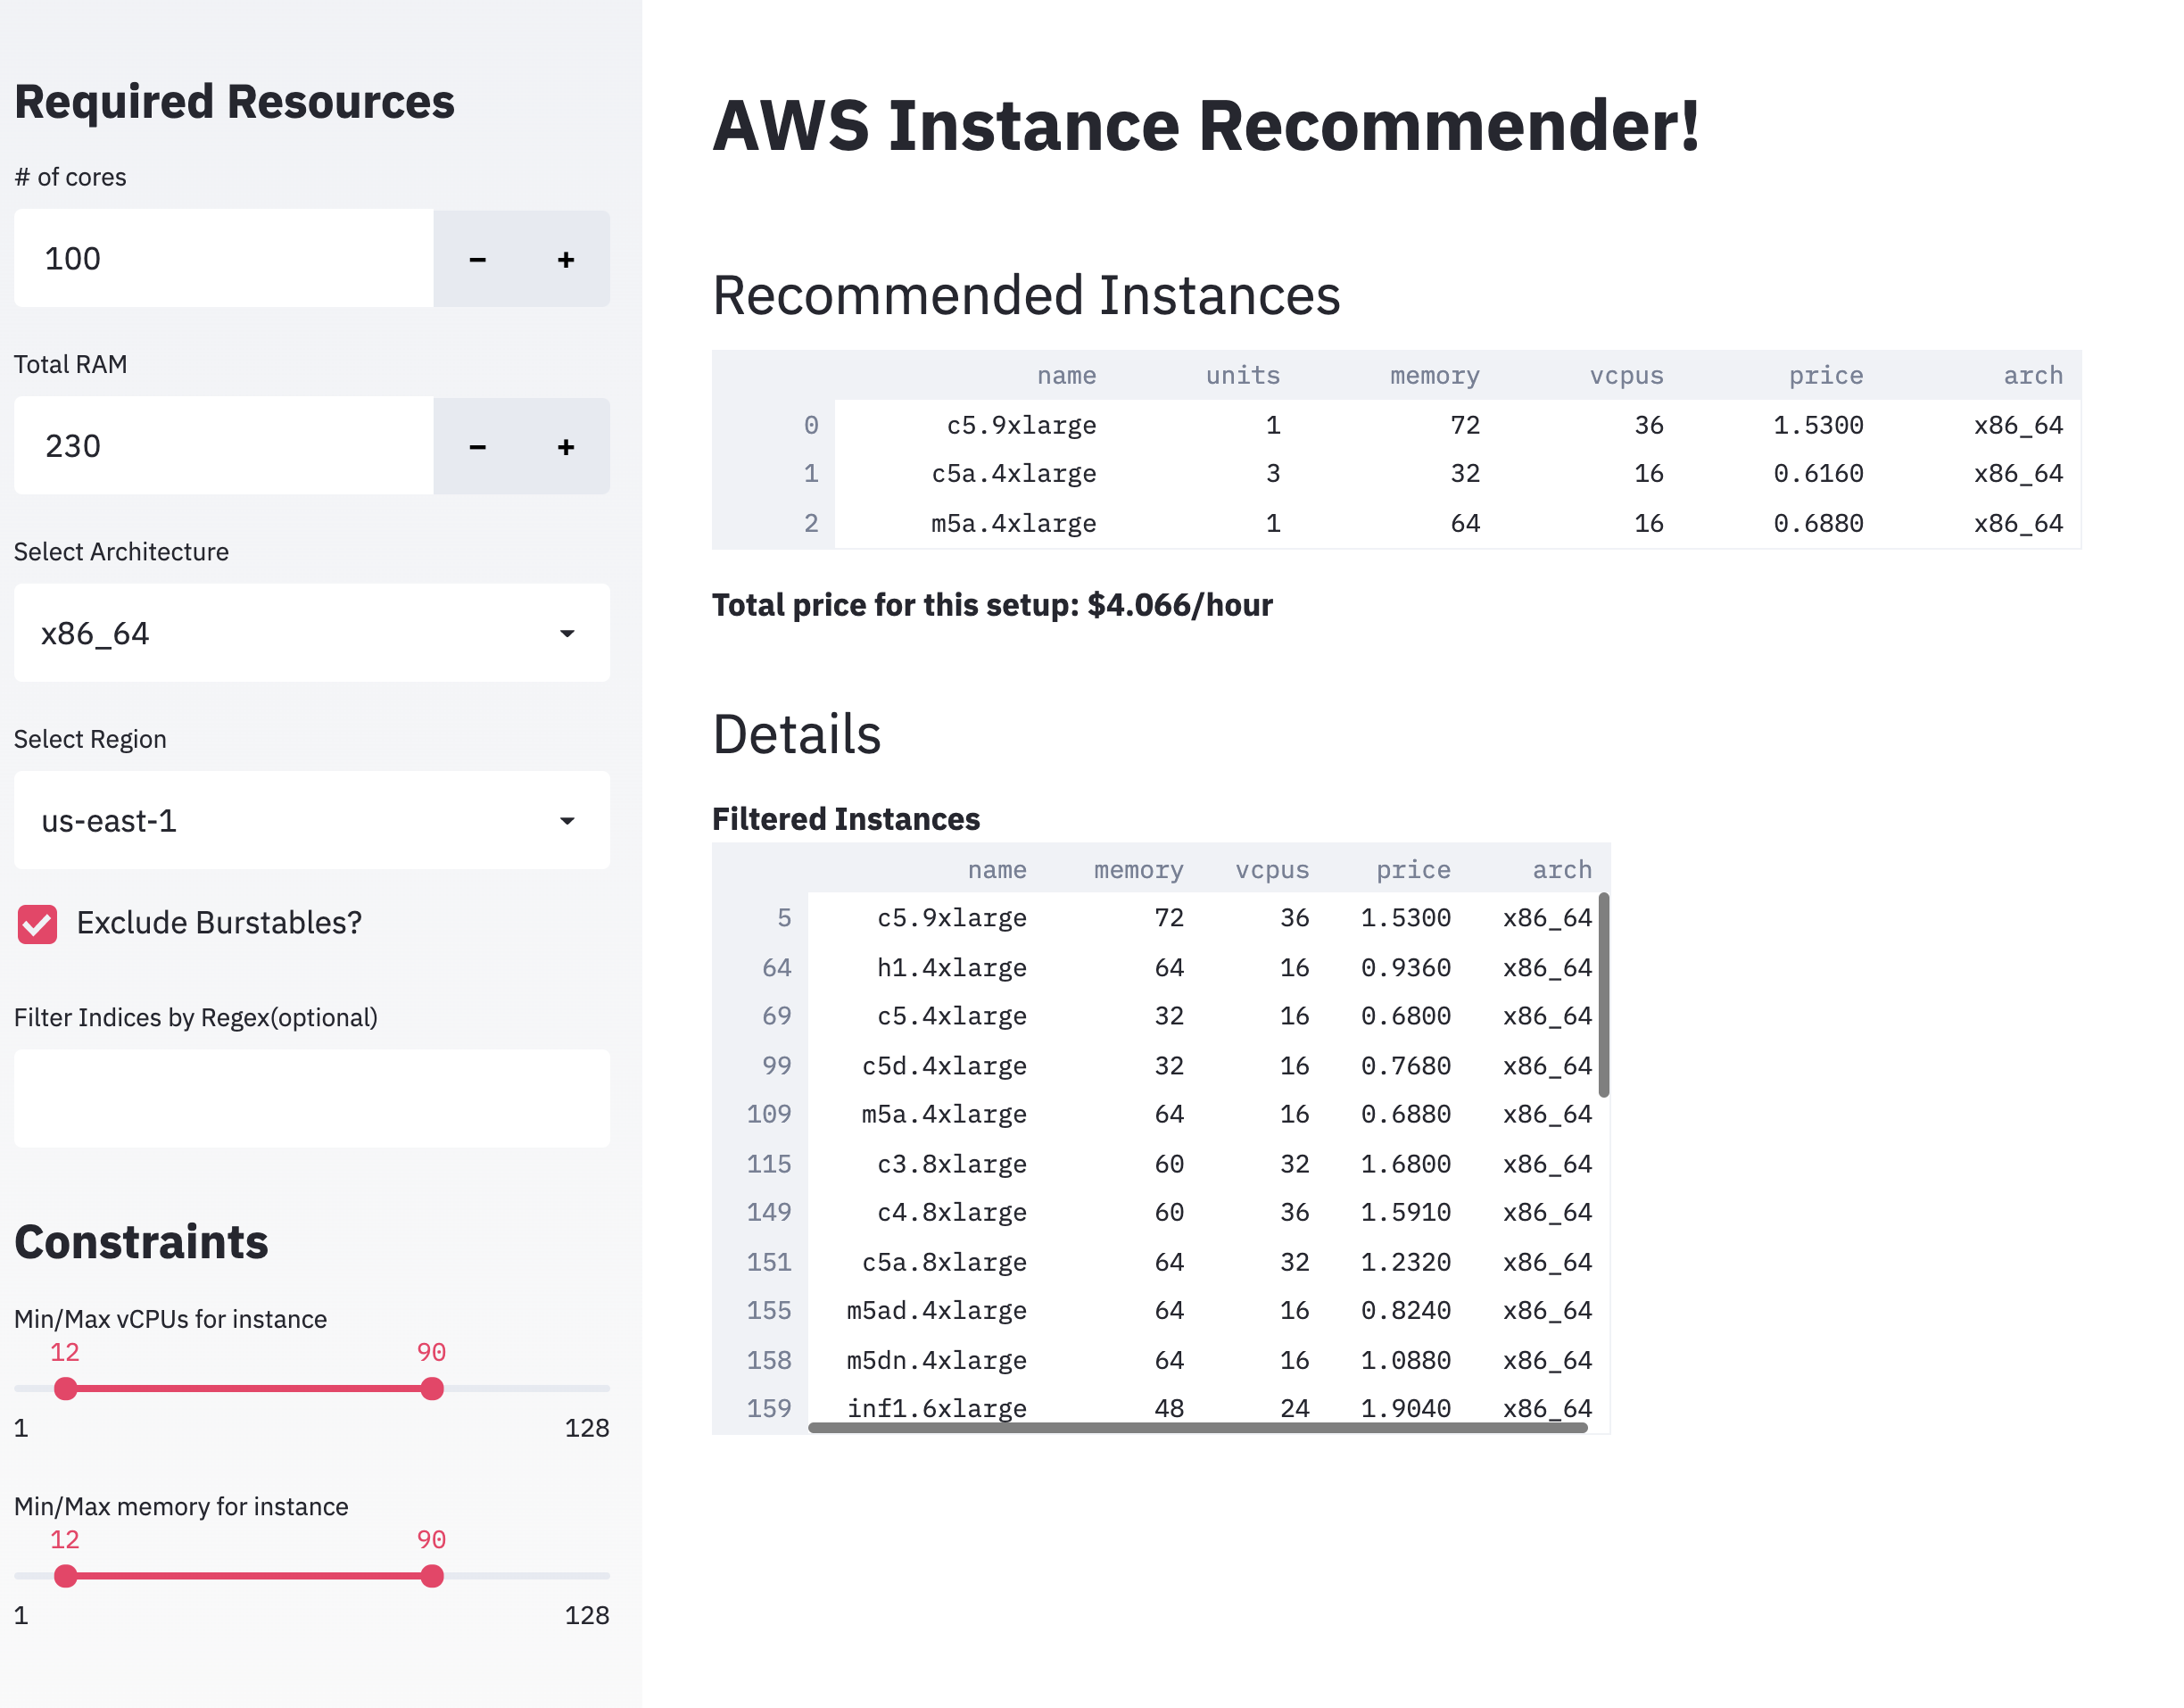 Required Resources
# of cores
100 − +
Total RAM
230 − +
Select Architecture
x86_64
Select Region
us-east-1
Exclude Burstables?
Filter Indices by Regex(optional)
Constraints
Min/Max vCPUs for instance
12 90
1 128
Min/Max memory for instance
12 90
1 128
AWS Instance Recommender!
Recommended Instances
name units memory vcpus price arch
0 c5.9xlarge 1 72 36 1.5300 x86_64
1 c5a.4xlarge 3 32 16 0.6160 x86_64
2 m5a.4xlarge 1 64 16 0.6880 x86_64
Total price for this setup: $4.066/hour
Details
Filtered Instances
name memory vcpus price arch
5 c5.9xlarge 72 36 1.5300 x86_64
64 h1.4xlarge 64 16 0.9360 x86_64
69 c5.4xlarge 32 16 0.6800 x86_64
99 c5d.4xlarge 32 16 0.7680 x86_64
109 m5a.4xlarge 64 16 0.6880 x86_64
115 c3.8xlarge 60 32 1.6800 x86_64
149 c4.8xlarge 60 36 1.5910 x86_64
151 c5a.8xlarge 64 32 1.2320 x86_64
155 m5ad.4xlarge 64 16 0.8240 x86_64
158 m5dn.4xlarge 64 16 1.0880 x86_64
159 inf1.6xlarge 48 24 1.9040 x86_64